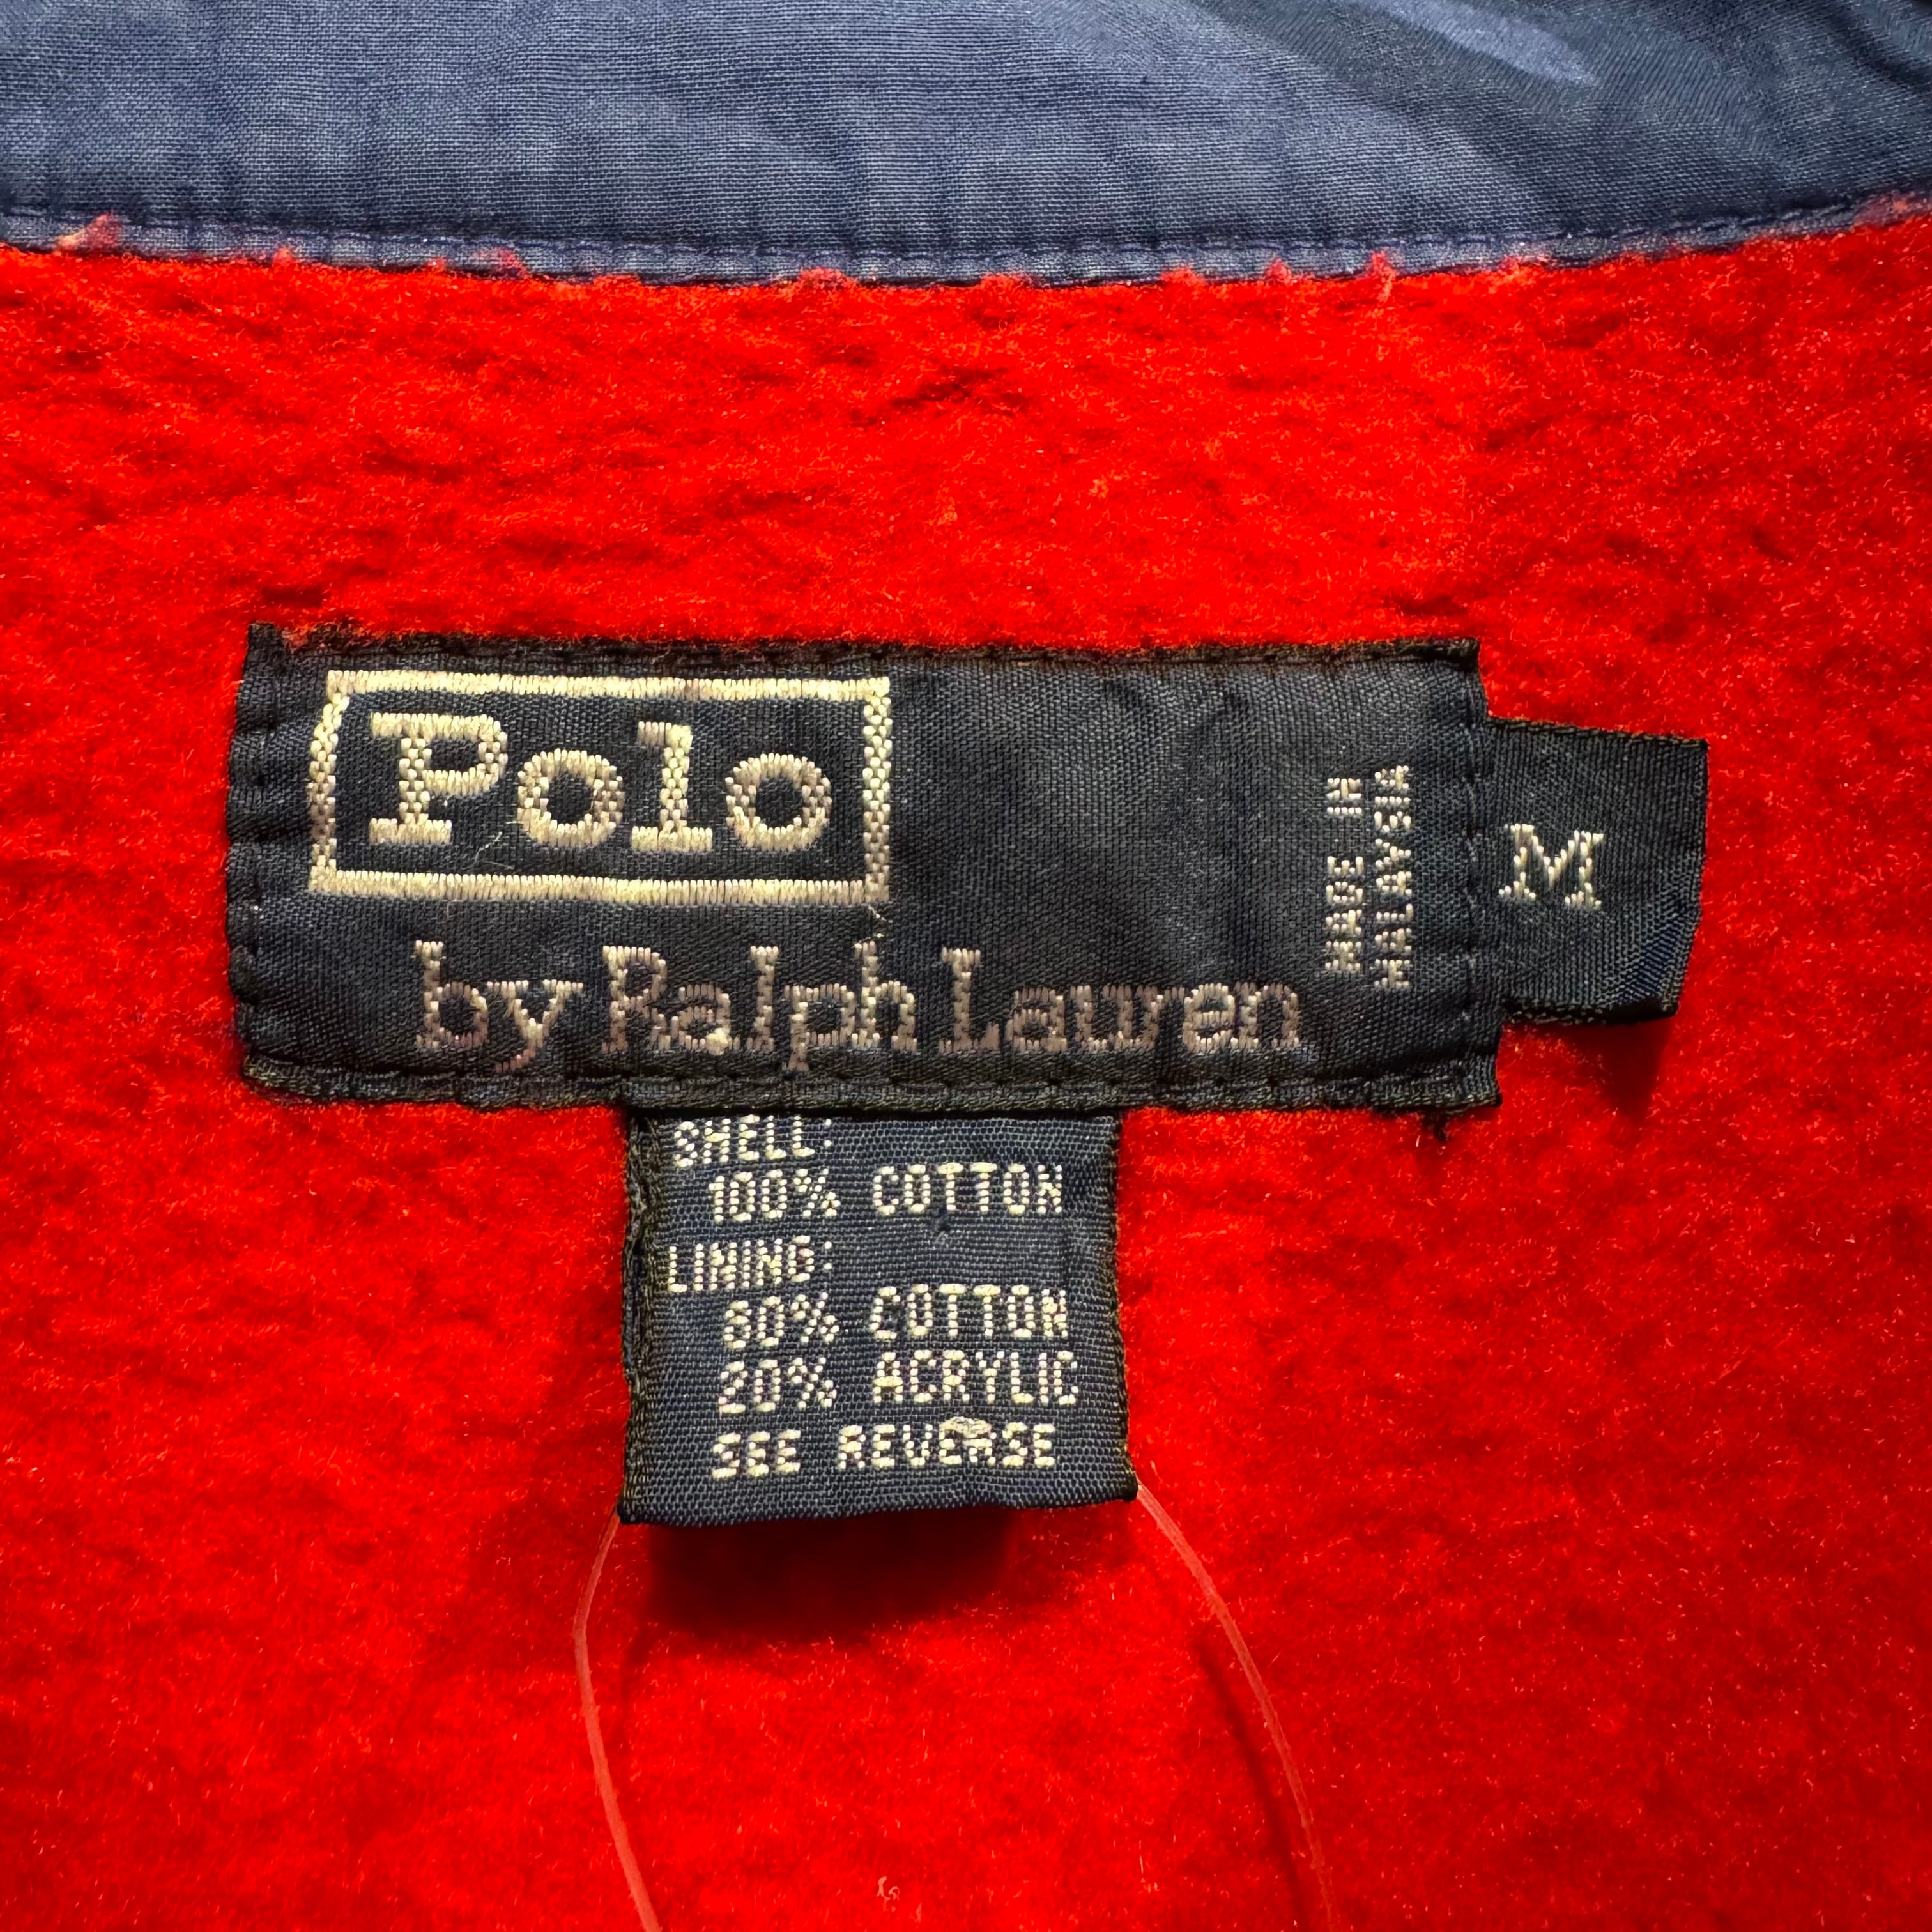 Polo
by Ralph Lauren
MADE IN
MALAYSIA
M
SHELL:
100% COTTON
LINING:
80% COTTON
20% ACRYLIC
SEE REVERSE